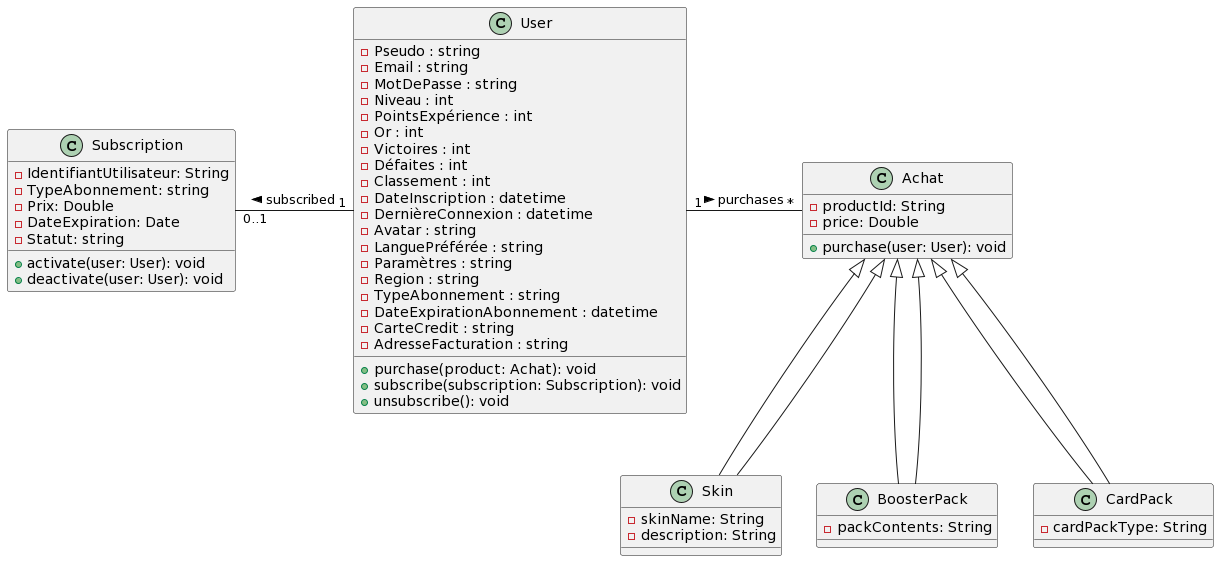 User
Pseudo : string
Email : string
MotDePasse : string
Niveau : int
PointsExpérience : int
Or : int
Victoires : int
Défaites : int
Classement : int
DateInscription : datetime
DernièreConnexion : datetime
Avatar : string
LanguePréférée : string
Paramètres : string
Region : string
TypeAbonnement : string
DateExpirationAbonnement : datetime
CarteCredit : string
AdresseFacturation : string
purchase(product: Achat): void
subscribe(subscription: Subscription): void
unsubscribe(): void
Subscription
IdentifiantUtilisateur: String
TypeAbonnement: string
Prix: Double
DateExpiration: Date
Statut: string
activate(user: User): void
deactivate(user: User): void
subscribed 1
0..1
1 purchases *
Achat
productId: String
price: Double
purchase(user: User): void
Skin
skinName: String
description: String
BoosterPack
packContents: String
CardPack
cardPackType: String
C
C
C
C
C
C